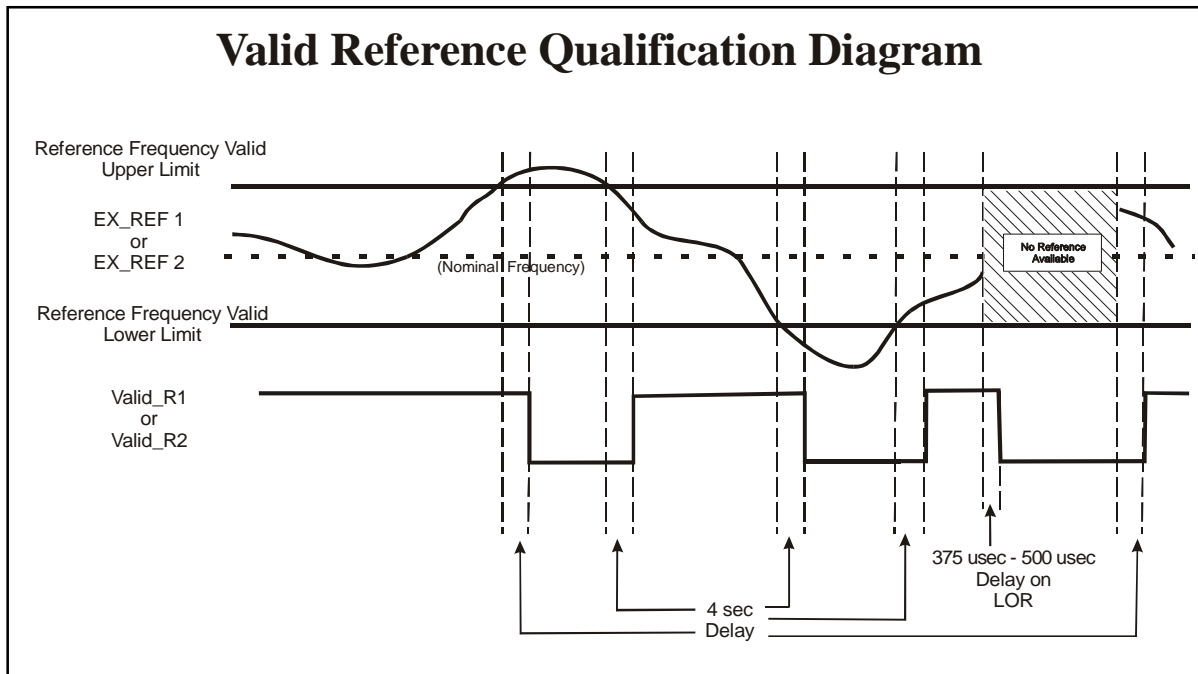 Valid Reference Qualification Diagram
Reference Frequency Valid
Upper Limit
EX_REF 1
or
EX_REF 2
(Nominal Frequency)
No Reference
Available
Reference Frequency Valid
Lower Limit
Valid_R1
or
Valid_R2
375 usec - 500 usec
Delay on
LOR
4 sec
Delay